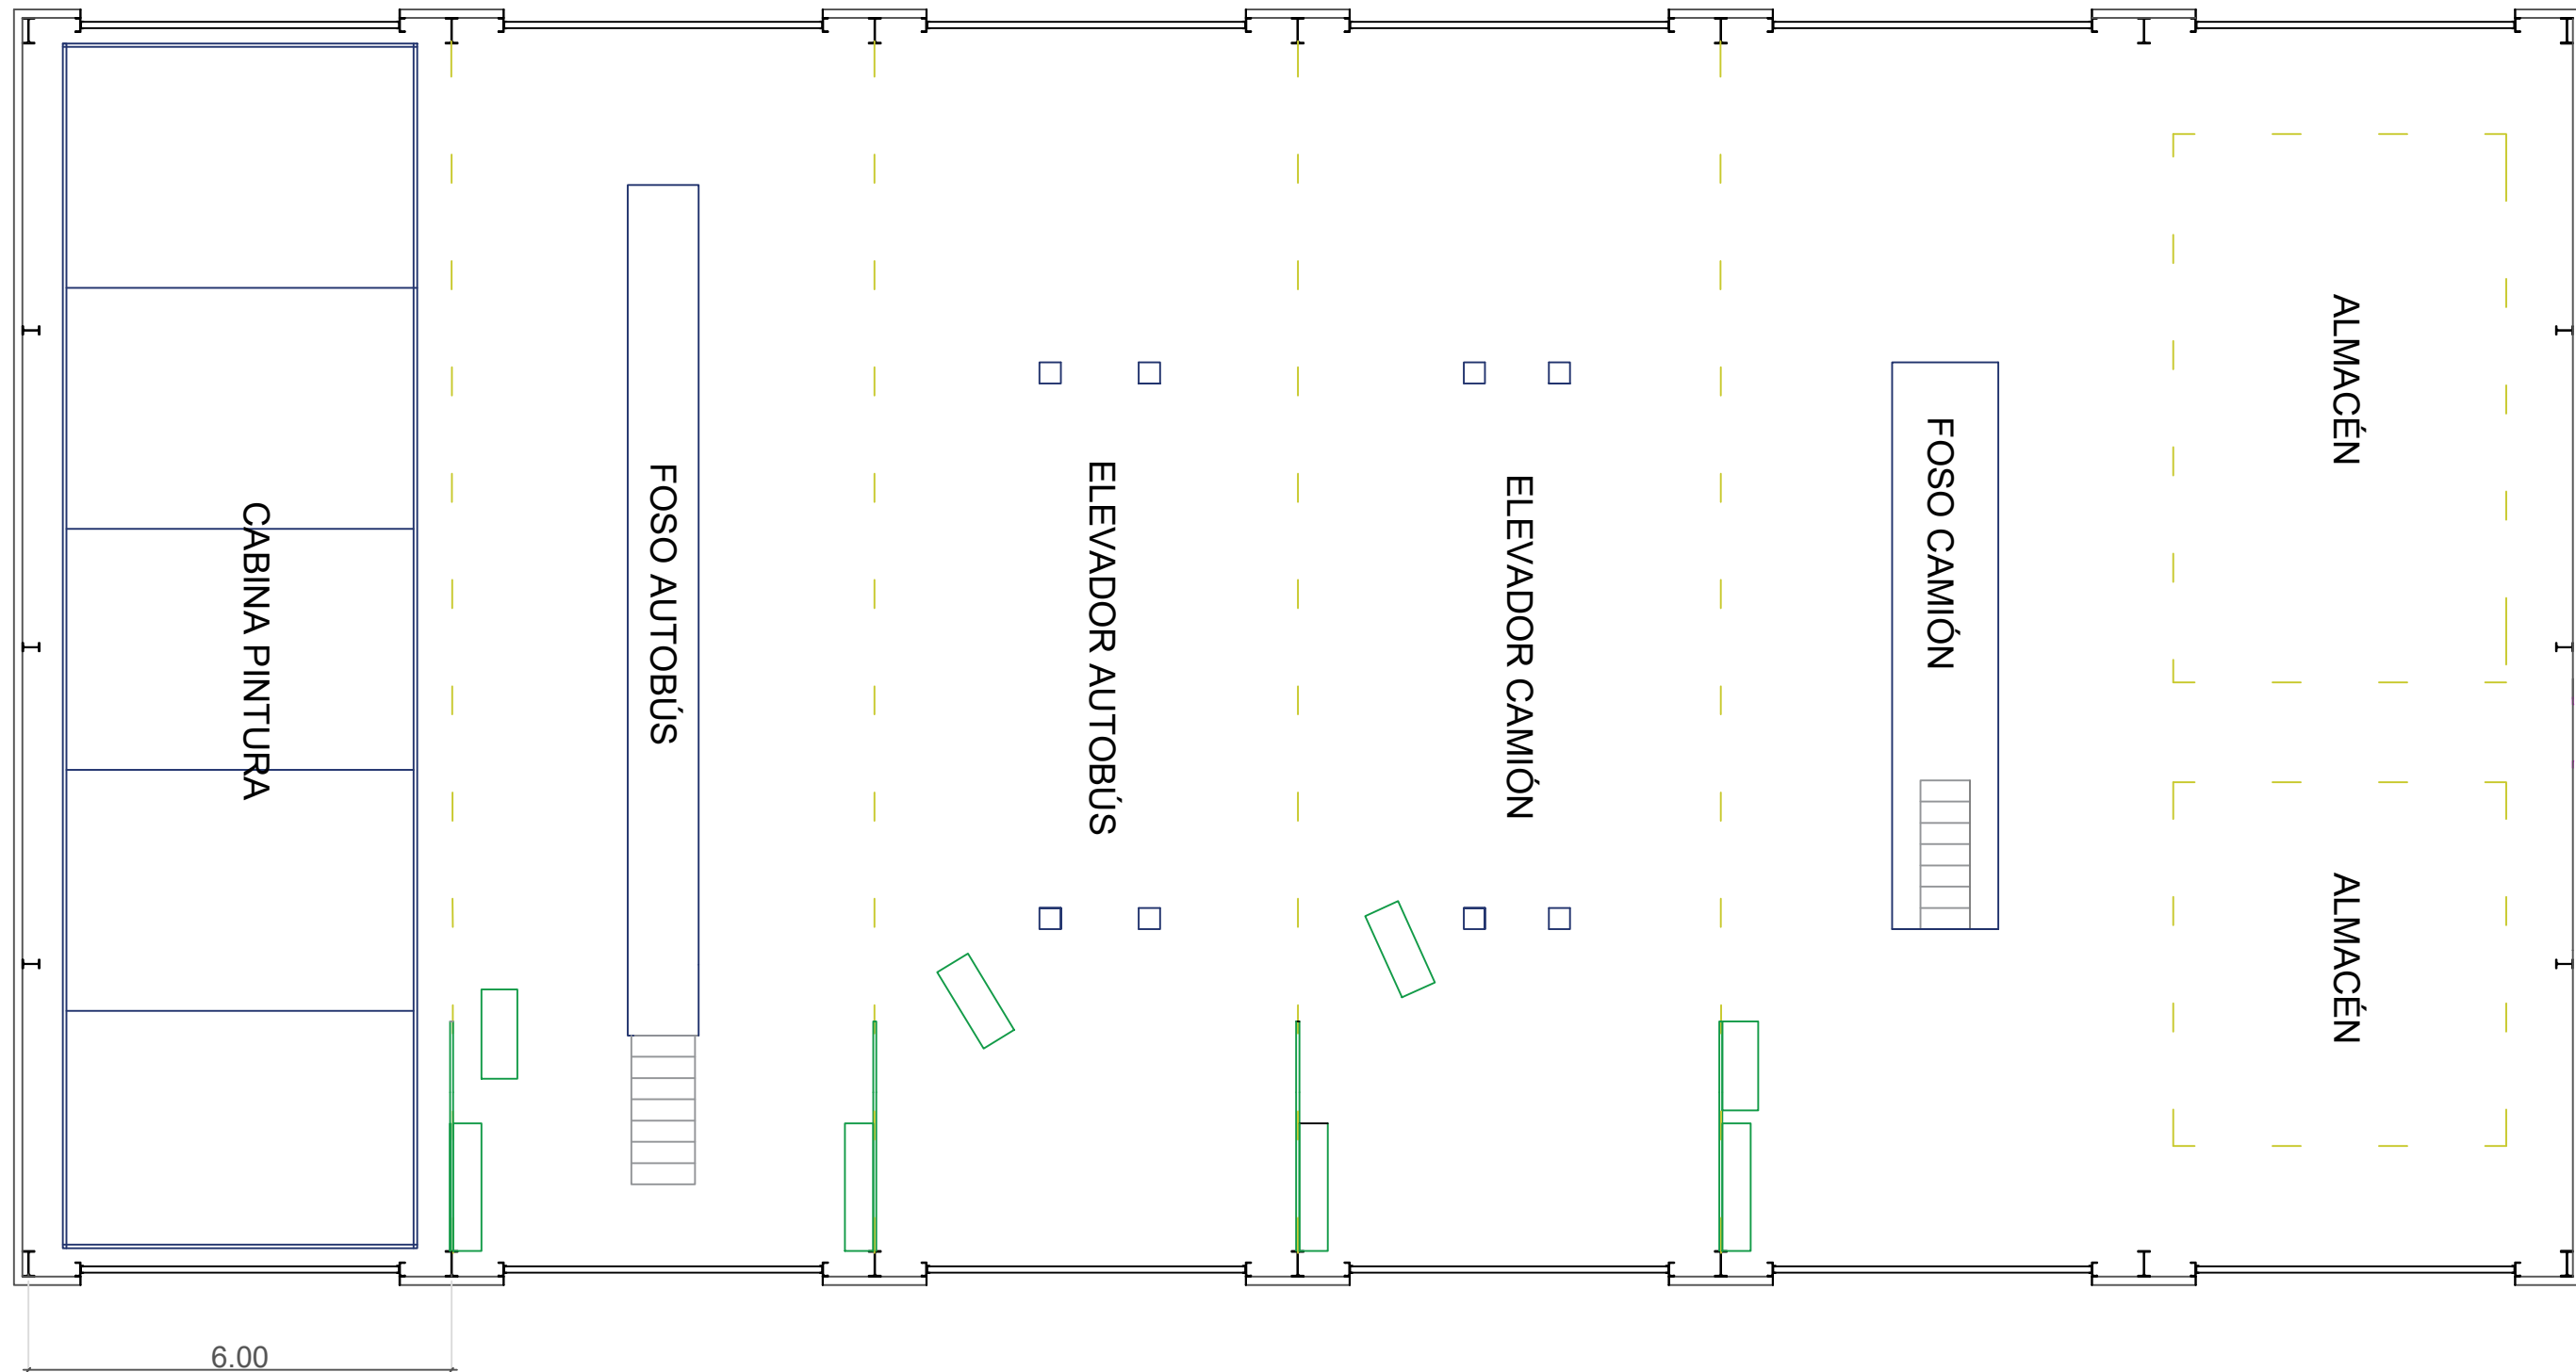 CABINA PINTURA
FOSO AUTOBÚS
ELEVADOR AUTOBÚS
ELEVADOR CAMIÓN
FOSO CAMIÓN
ALMACÉN
ALMACÉN
6.00